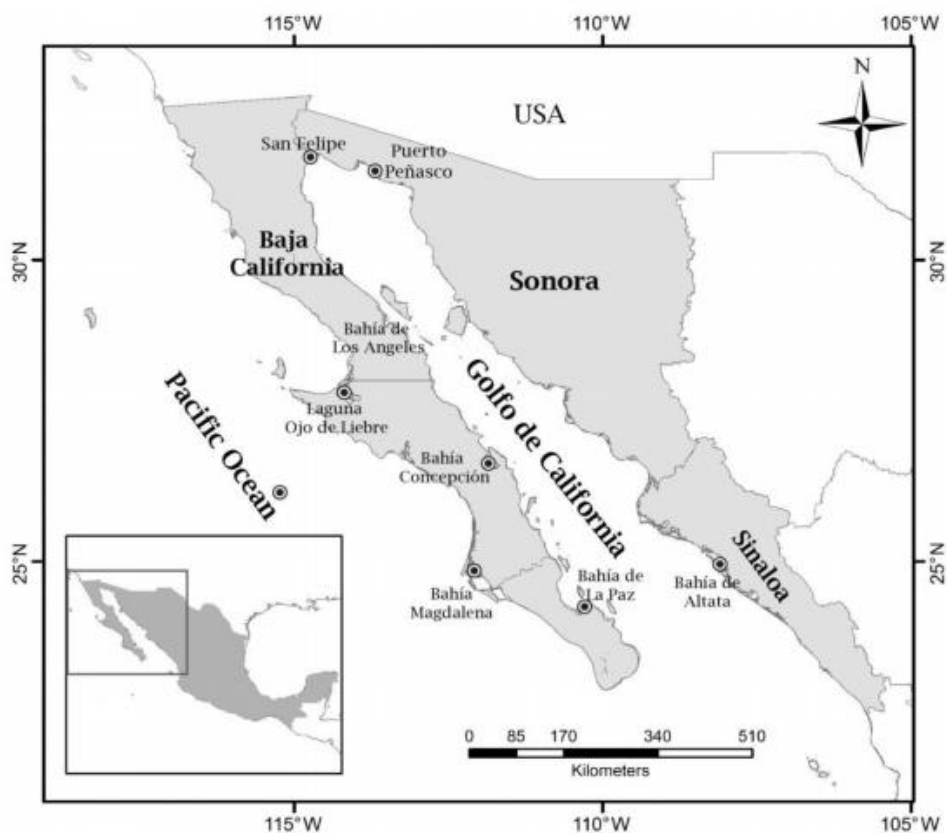 115°W
110°W
105°W
N
USA
San Felipe
Puerto
Peñasco
30°N
30°N
Baja
California
Sonora
Bahía de
Los Angeles
Golfo de California
Pacific Ocean
Laguna
Ojo de Liebre
Bahía
Concepción
25°N
25°N
Sinaloa
Bahía
Magdalena
Bahía de
La Paz
Bahía de
Altata
0 85 170 340 510
Kilometers
115°W
110°W
105°W